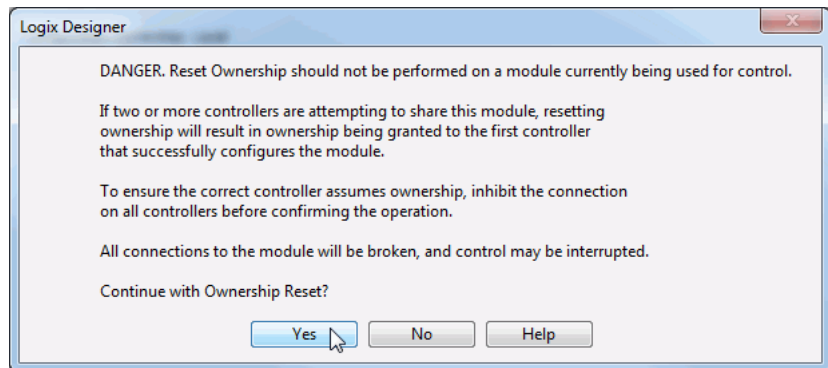 Logix Designer
DANGER. Reset Ownership should not be performed on a module currently being used for control.
If two or more controllers are attempting to share this module, resetting
ownership will result in ownership being granted to the first controller
that successfully configures the module.
To ensure the correct controller assumes ownership, inhibit the connection
on all controllers before confirming the operation.
All connections to the module will be broken, and control may be interrupted.
Continue with Ownership Reset?
Yes No Help